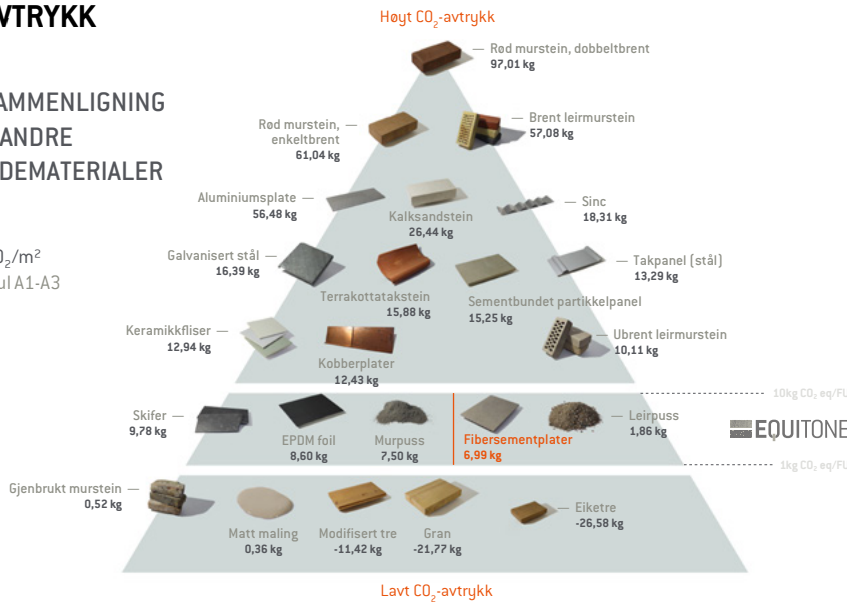 VTRYKK
AMMENLIGNING
ANDRE
DEMATERIALER
O₂/m²
ul A1-A3
Høyt CO₂-avtrykk
Rød murstein, dobbeltbrent
97,01 kg
Rød murstein,
enkeltbrent
61,04 kg
Brent leirmurstein
57,08 kg
Aluminiumsplate
56,48 kg
Kalksandstein
26,44 kg
Sinc
18,31 kg
Galvanisert stål
16,39 kg
Terrakottatakstein
15,88 kg
Sementbundet partikkelpanel
15,25 kg
Takpanel (stål)
13,29 kg
Keramikkfliser
12,94 kg
Kobberplater
12,43 kg
Ubrent leirmurstein
10,11 kg
10kg CO₂ eq/FU
Skifer
9,78 kg
EPDM foil
8,60 kg
Murpuss
7,50 kg
Fibersementplater
6,99 kg
Leirpuss
1,86 kg
EQUITONE
1kg CO₂ eq/FU
Gjenbrukt murstein
0,52 kg
Matt maling
0,36 kg
Modifisert tre
-11,42 kg
Gran
-21,77 kg
Eiketre
-26,58 kg
Lavt CO₂-avtrykk